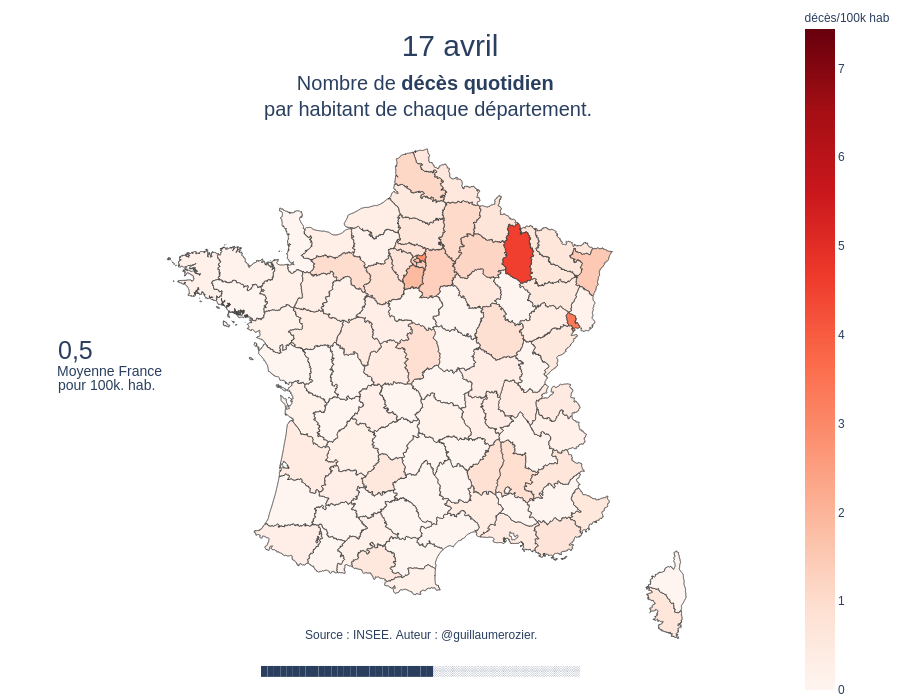 décès/100k hab
17 avril
Nombre de décès quotidien
par habitant de chaque département.
7
6
5
4
3
2
1
0
0,5
Moyenne France
pour 100k. hab.
Source : INSEE. Auteur : @guillaumerozier.